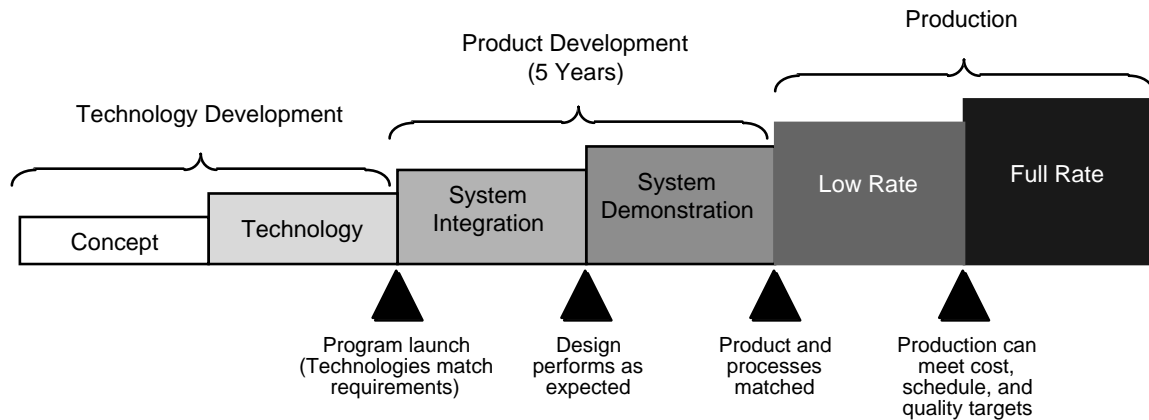 Production
Product Development
(5 Years)
Technology Development
Concept
Technology
System
Integration
System
Demonstration
Low Rate
Full Rate
Program launch
(Technologies match
requirements)
Design
performs as
expected
Product and
processes
matched
Production can
meet cost,
schedule, and
quality targets